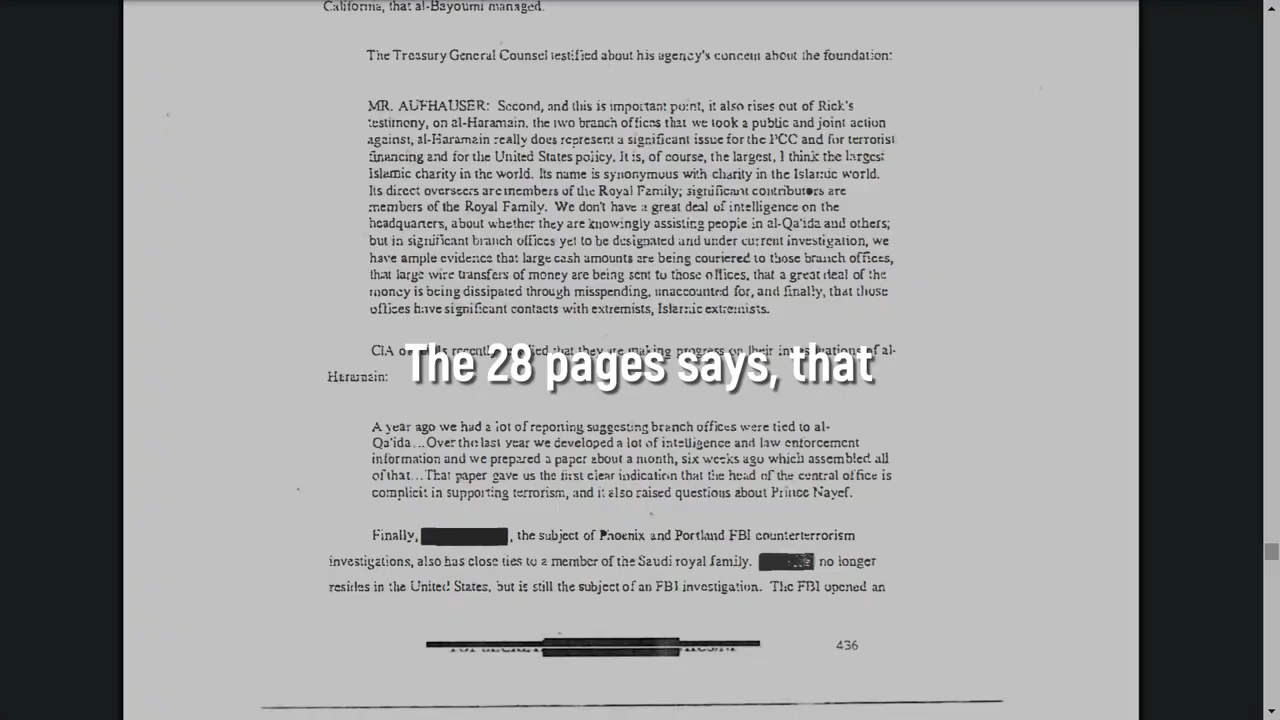 California, that al-Bayoumi managed.
The Treasury General Counsel testified about his agency's concern about the foundation:
MR. AUFHAUSER: Second, and this is important point, it also rises out of Rick's
testimony, on al-Haramain, the two branch offices that we took a public and joint action
against, al-Haramain really does represent a significant issue for the PCC and for terrorist
financing and for the United States policy. It is, of course, the largest, I think the largest
Islamic charity in the world. Its name is synonymous with charity in the Islamic world.
Its direct overseers are members of the Royal Family; significant contributors are
members of the Royal Family. We don't have a great deal of intelligence on the
headquarters, about whether they are knowingly assisting people in al-Qa'ida and others;
but in significant branch offices yet to be designated and under current investigation, we
have ample evidence that large cash amounts are being couriered to those branch offices,
that large wire transfers of money are being sent to those offices, that a great deal of the
money is being dissipated through misspending, unaccounted for, and finally, that those
offices have significant contacts with extremists, Islamic extremists.
CIA that they are making progress on their investigations of al-
The 28 pages says, that
Haramain:
A year ago we had a lot of reporting suggesting branch offices were tied to al-
Qa'ida... Over the last year we developed a lot of intelligence and law enforcement
information and we prepared a paper about a month, six weeks ago which assembled all
of that... That paper gave us the first clear indication that the head of the central office is
complicit in supporting terrorism, and it also raised questions about Prince Nayef.
Finally, , the subject of Phoenix and Portland FBI counterterrorism
investigations, also has close ties to a member of the Saudi royal family. no longer
resides in the United States, but is still the subject of an FBI investigation. The FBI opened an
436